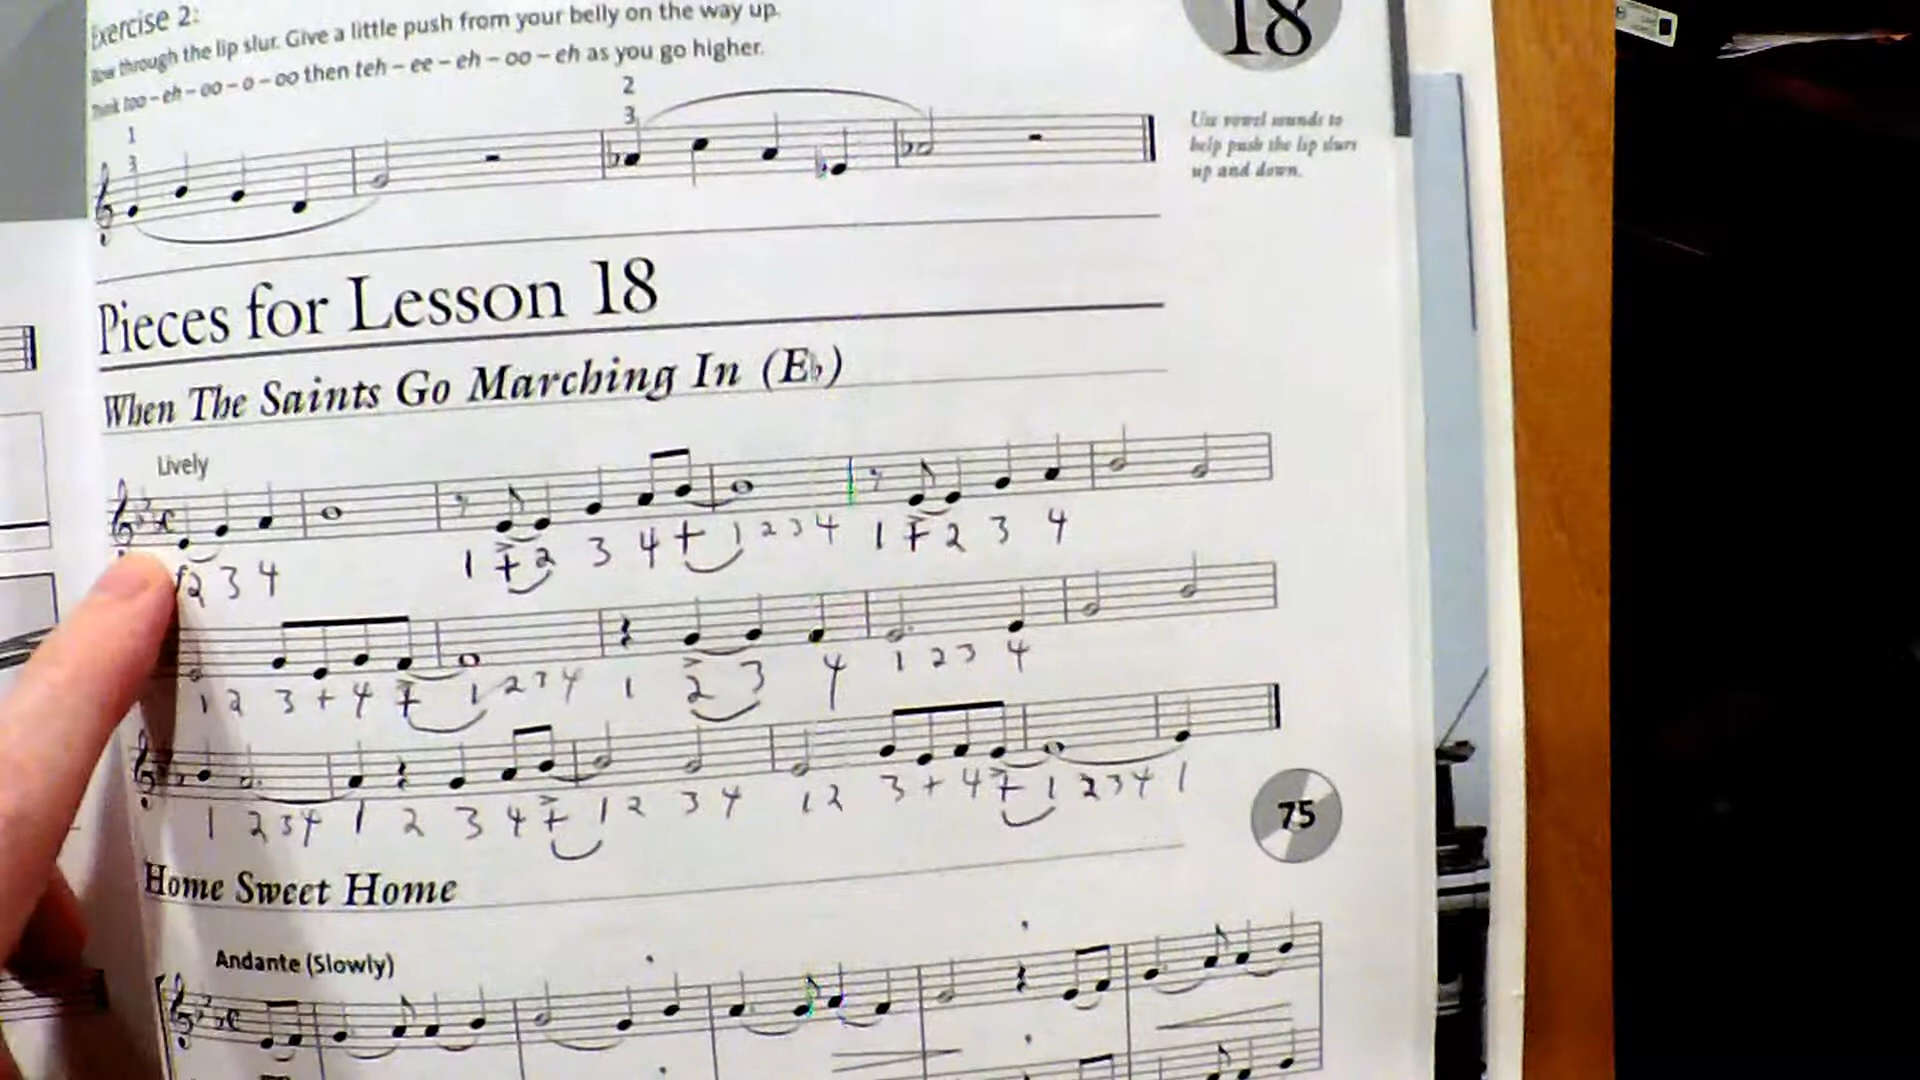 Exercise 2:
18
Blow through the lip slur. Give a little push from your belly on the way up.
Think too – eh – oo – o – oo then teh – ee – eh – oo – eh as you go higher.
1
3
2
3
Use vowel sounds to
help push the lip slurs
up and down.
Pieces for Lesson 18
When The Saints Go Marching In (E♭)
Lively
2 3 4 1 + 2 3 4 + 1 2 3 4 1 + 2 3 4
1 2 3 + 4 + 1 2 3 4 1 2 3 4 1 2 3 4
1 2 3 4 1 2 3 4 + 1 2 3 4 1 2 3 + 4 + 1 2 3 4 1
75
Home Sweet Home
Andante (Slowly)